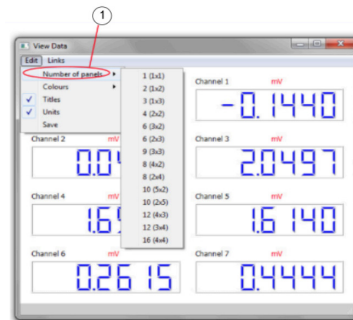 1
View Data
Edit Links
Number of panels
Colours
Titles
Units
Save
1 (1x1)
2 (1x2)
3 (1x3)
4 (2x2)
6 (3x2)
6 (2x3)
9 (3x3)
8 (4x2)
8 (2x4)
10 (5x2)
10 (2x5)
12 (4x3)
12 (3x4)
16 (4x4)
Channel 1 mV
-0.1440
Channel 2 mV
Channel 3 mV
2.0497
Channel 4 mV
Channel 5 mV
1.6140
Channel 6 mV
0.2615
Channel 7 mV
0.4444